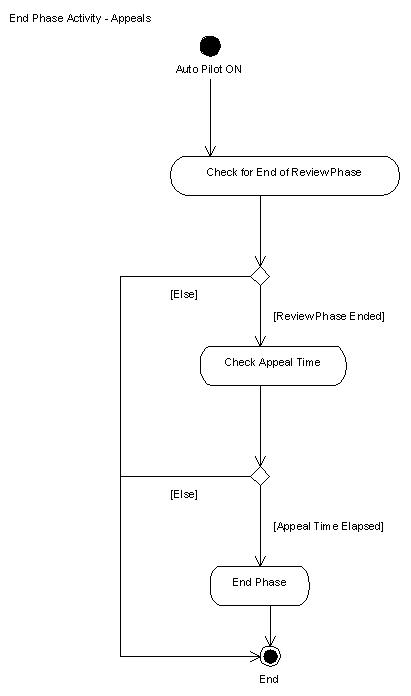 End Phase Activity - Appeals
Auto Pilot ON
Check for End of Review Phase
[Else]
[Review Phase Ended]
Check Appeal Time
[Else]
[Appeal Time Elapsed]
End Phase
End